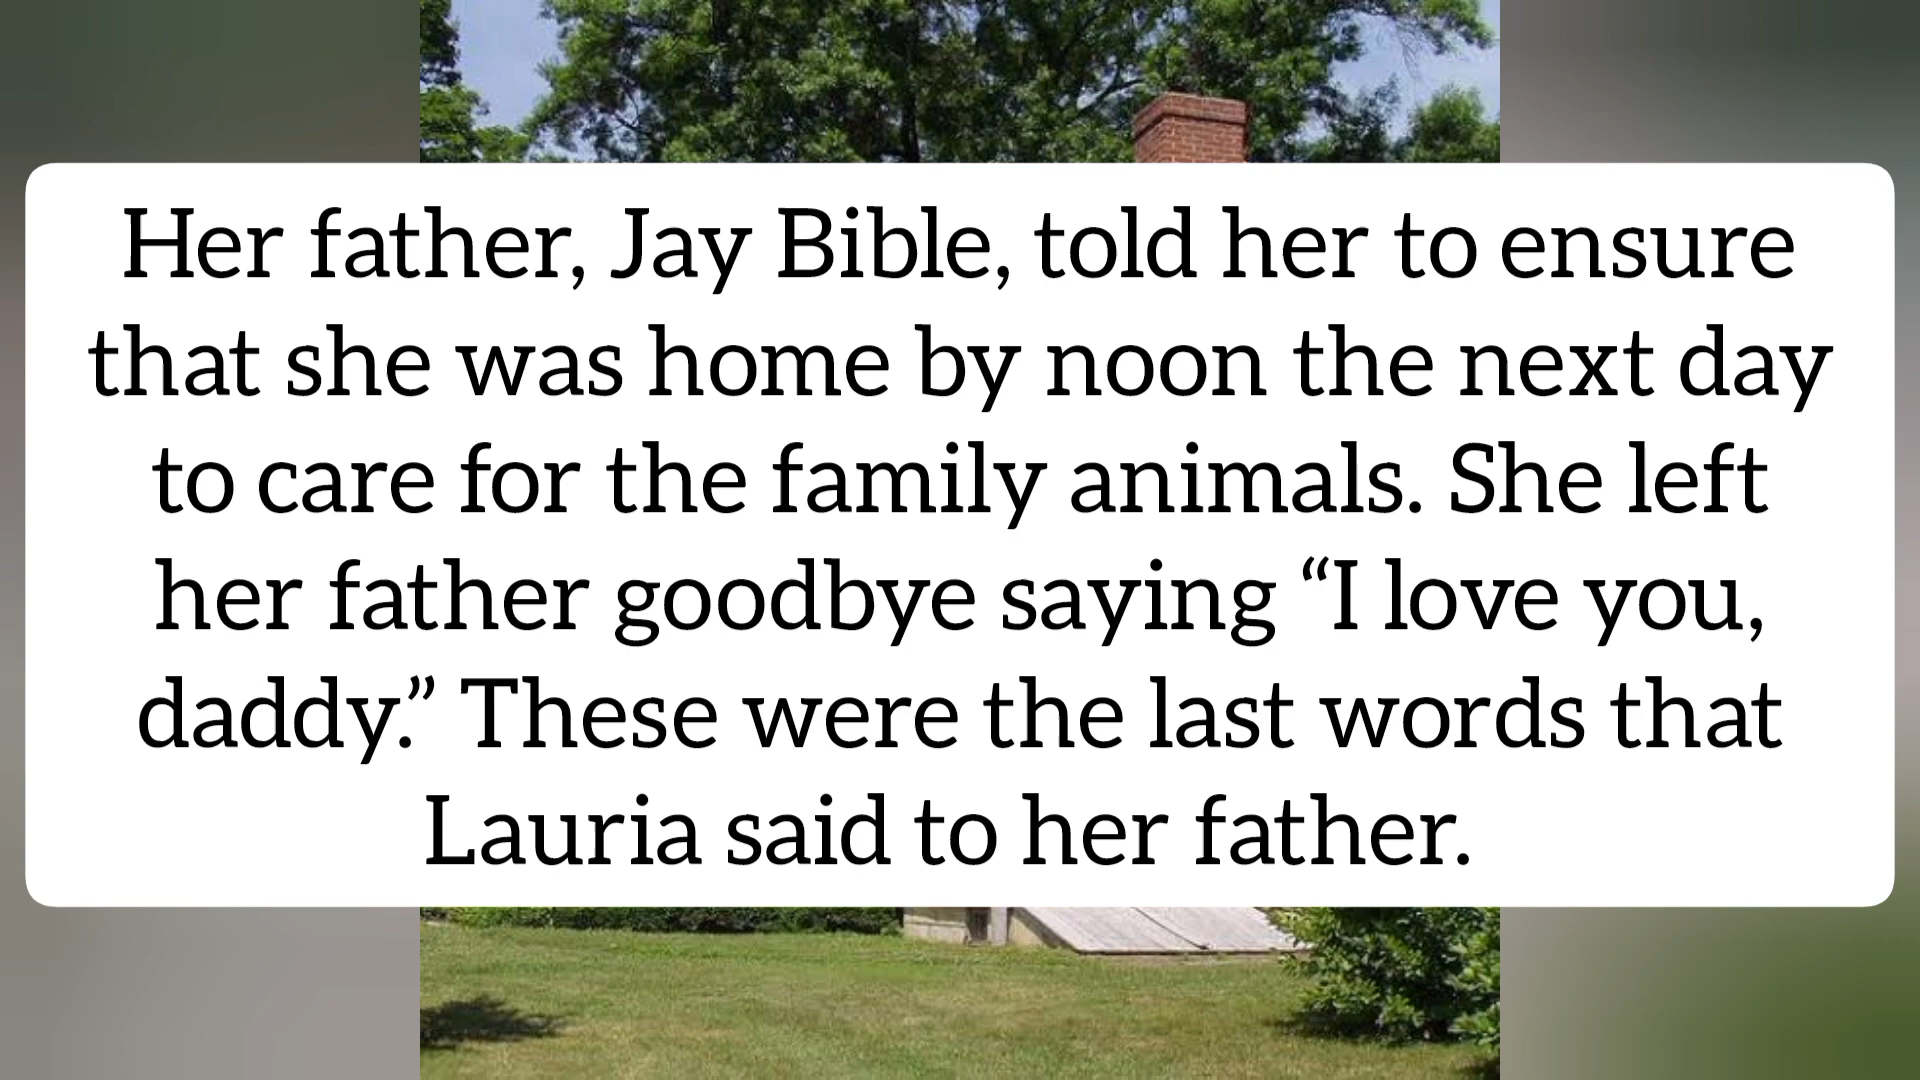 Her father, Jay Bible, told her to ensure
that she was home by noon the next day
to care for the family animals. She left
her father goodbye saying “I love you,
daddy.” These were the last words that
Lauria said to her father.